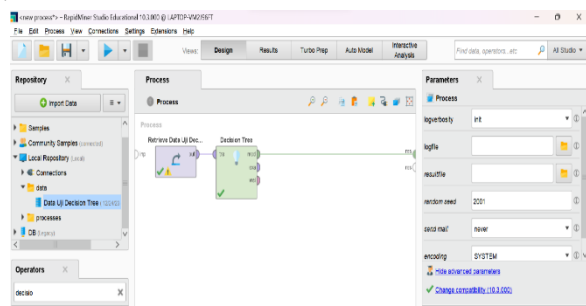 <new process*> – RapidMiner Studio Educational 10.3.000 @ LAPTOP-VM2E6EFT
File Edit Process View Connections Settings Extensions Help
Views: Design Results Turbo Prep Auto Model Interactive Analysis
Find data, operators...etc All Studio
Repository
Import Data
Samples
Community Samples (connected)
Local Repository (Local)
Connections
data
Data Uji Decision Tree
processes
DB (Legacy)
Operators
decisio
Process
Process
Process
Retrieve Data Uji Dec...
Decision Tree
inp
out
tra
mod
exa
res
res
Parameters
Process
logverbosity init
logfile
resultfile
random seed 2001
send mail never
encoding SYSTEM
Hide advanced parameters
Change compatibility (10.3.000)